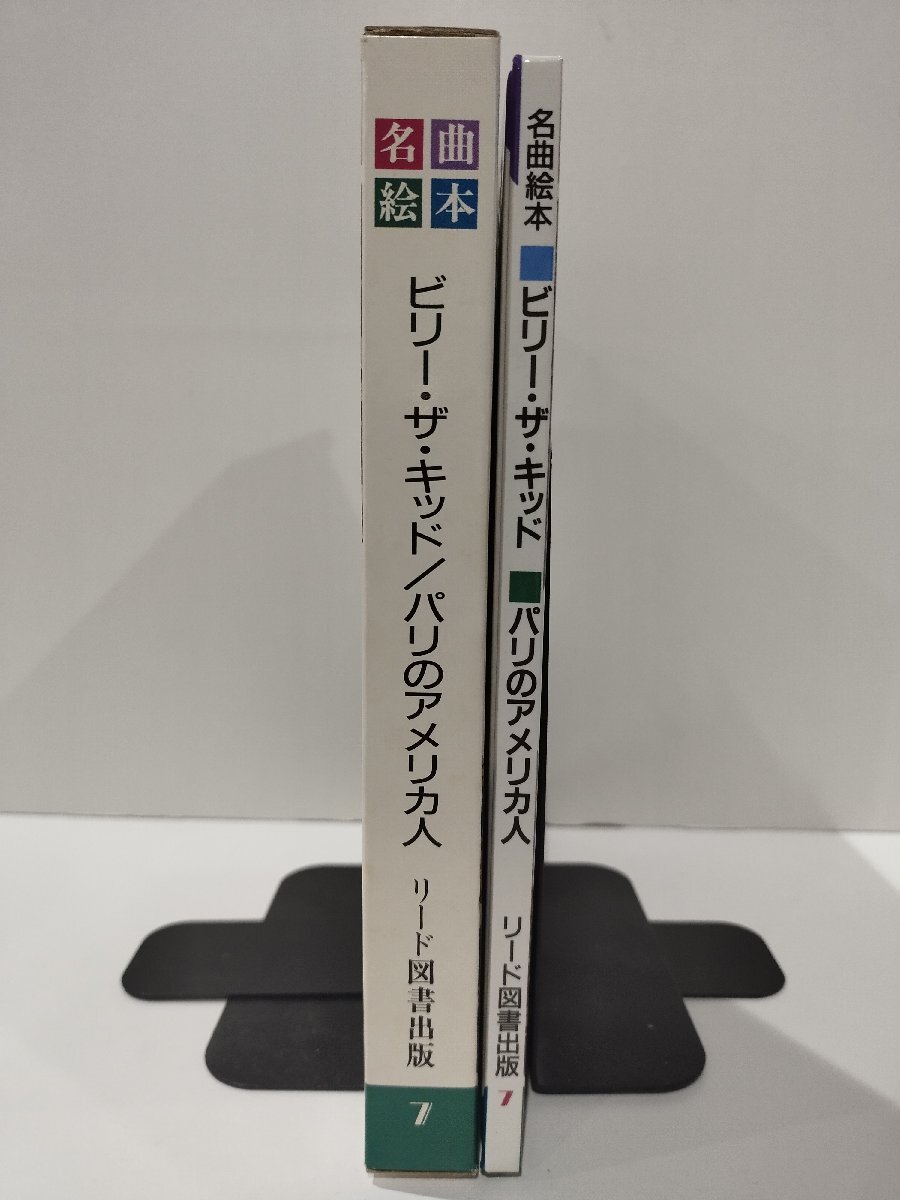 名曲
絵本
ビリー・ザ・キッド／パリのアメリカ人
リード図書出版
7
名曲絵本
ビリー・ザ・キッド
パリのアメリカ人
リード図書出版
7